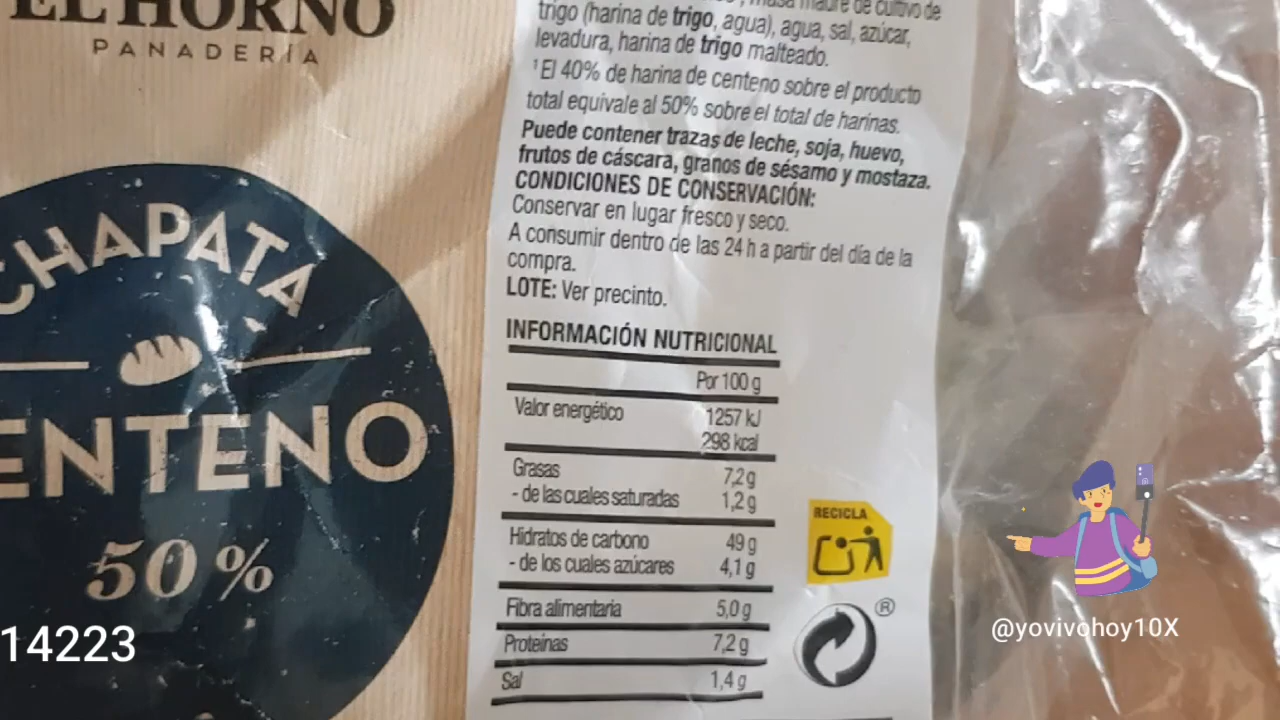 EL HORNO
PANADERÍA
CHAPATA
CENTENO
50%
14223
masa madre de cultivo de
trigo (harina de trigo, agua), agua, sal, azúcar,
levadura, harina de trigo malteado.
¹El 40% de harina de centeno sobre el producto
total equivale al 50% sobre el total de harinas.
Puede contener trazas de leche, soja, huevo,
frutos de cáscara, granos de sésamo y mostaza.
CONDICIONES DE CONSERVACIÓN:
Conservar en lugar fresco y seco.
A consumir dentro de las 24 h a partir del día de la
compra.
LOTE: Ver precinto.
INFORMACIÓN NUTRICIONAL
Por 100 g
Valor energético 1257 kJ
298 kcal
Grasas 7,2 g
- de las cuales saturadas 1,2 g
Hidratos de carbono 49 g
- de los cuales azúcares 4,1 g
Fibra alimentaria 5,0 g
Proteínas 7,2 g
Sal 1,4 g
RECICLA
®
@yovivohoy10X